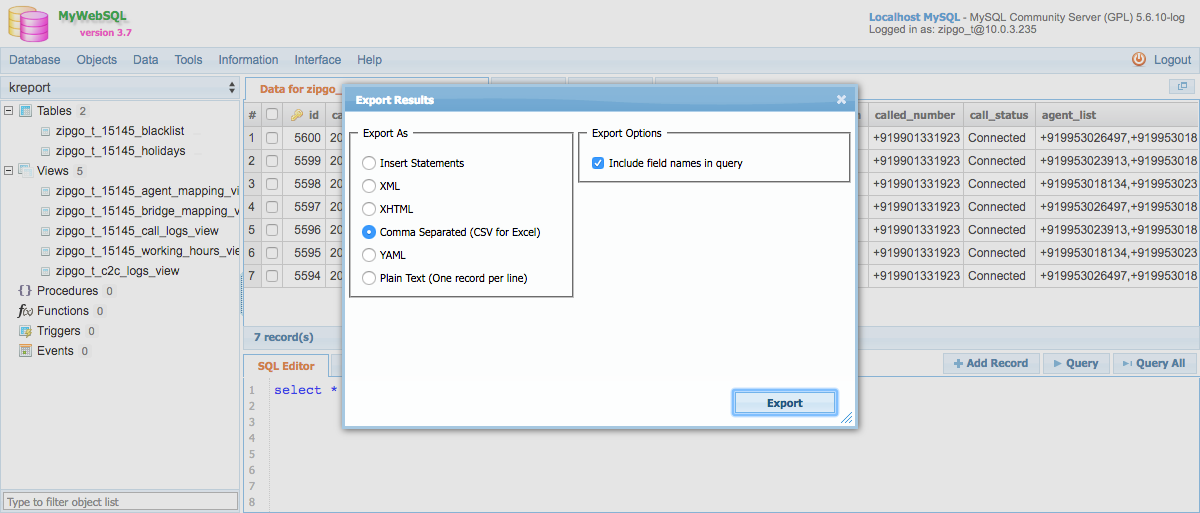 MyWebSQL
version 3.7
Localhost MySQL - MySQL Community Server (GPL) 5.6.10-log
Logged in as: zipgo_t@10.0.3.235
Database Objects Data Tools Information Interface Help
Logout
kreport
Tables 2
zipgo_t_15145_blacklist
zipgo_t_15145_holidays
Views 5
zipgo_t_15145_agent_mapping_vi
zipgo_t_15145_bridge_mapping_v
zipgo_t_15145_call_logs_view
zipgo_t_15145_working_hours_vie
zipgo_t_c2c_logs_view
{} Procedures 0
f(x) Functions 0
Triggers 0
Events 0
Type to filter object list
Data for zipgo_
# id ca called_number call_status agent_list
1 5600 20 +919901331923 Connected +919953026497,+919953018
2 5599 20 +919901331923 Connected +919953023913,+919953018
3 5598 20 +919901331923 Connected +919953018134,+919953023
4 5597 20 +919901331923 Connected +919953026497,+919953018
5 5596 20 +919901331923 Connected +919953023913,+919953018
6 5595 20 +919901331923 Connected +919953018134,+919953023
7 5594 20 +919901331923 Connected +919953026497,+919953018
7 record(s)
Export Results
Export As
Insert Statements
XML
XHTML
Comma Separated (CSV for Excel)
YAML
Plain Text (One record per line)
Export Options
Include field names in query
Export
SQL Editor
Add Record
Query
Query All
1 select *
2
3
4
5
6
7
8